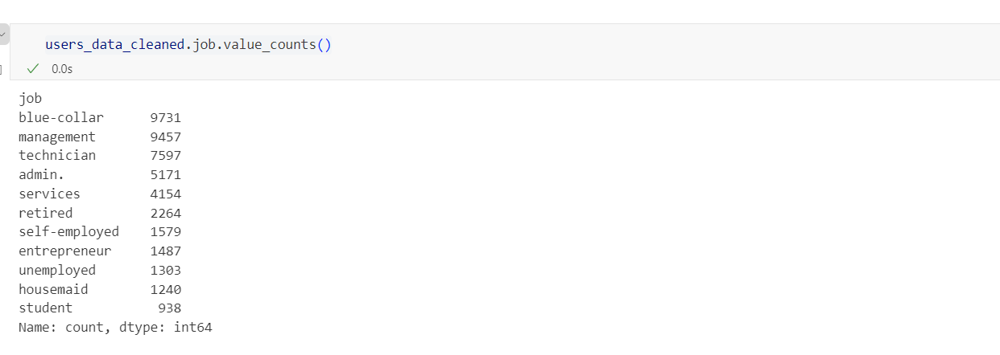 users_data_cleaned.job.value_counts()
0.0s
job
blue-collar 9731
management 9457
technician 7597
admin. 5171
services 4154
retired 2264
self-employed 1579
entrepreneur 1487
unemployed 1303
housemaid 1240
student 938
Name: count, dtype: int64